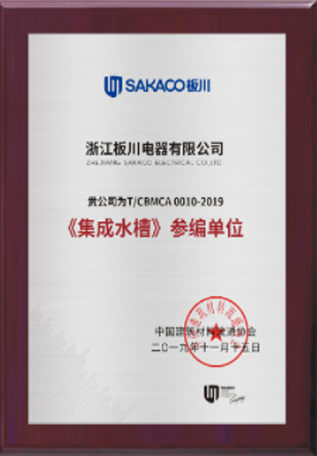 SAKACO板川
浙江板川电器有限公司
ZHEJIANG SAKACO ELECTRICAL CO.,LTD
贵公司为T/CBMCA 0010-2019
《集成水槽》参编单位
中国建筑材料流通协会
二〇一九年十一月十五日